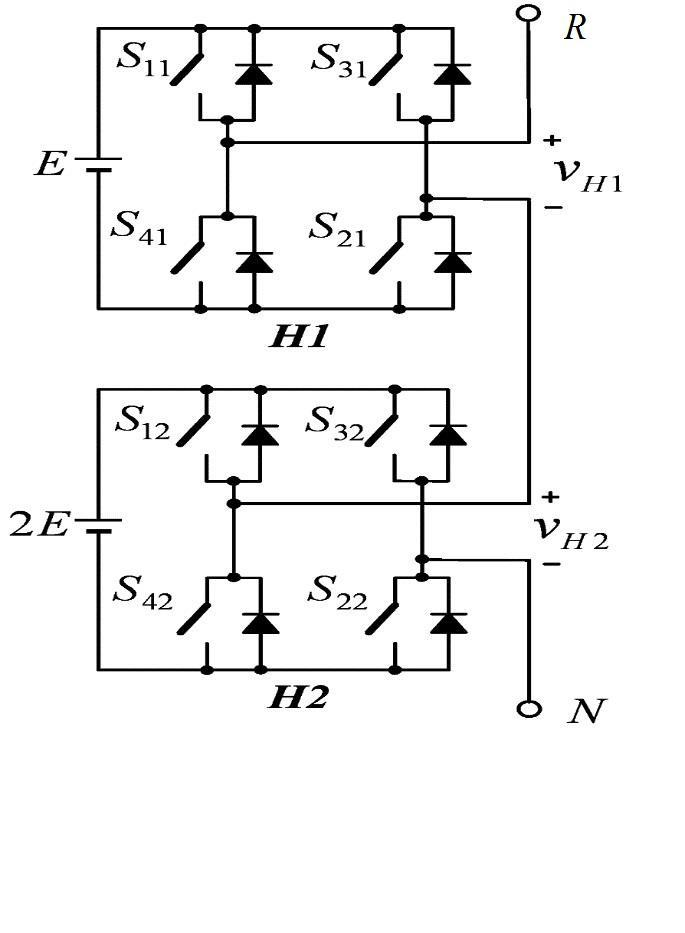 R
S11
S31
+
E
vH1
−
S41
S21
H1
S12
S32
+
2E
vH2
−
S42
S22
H2
N